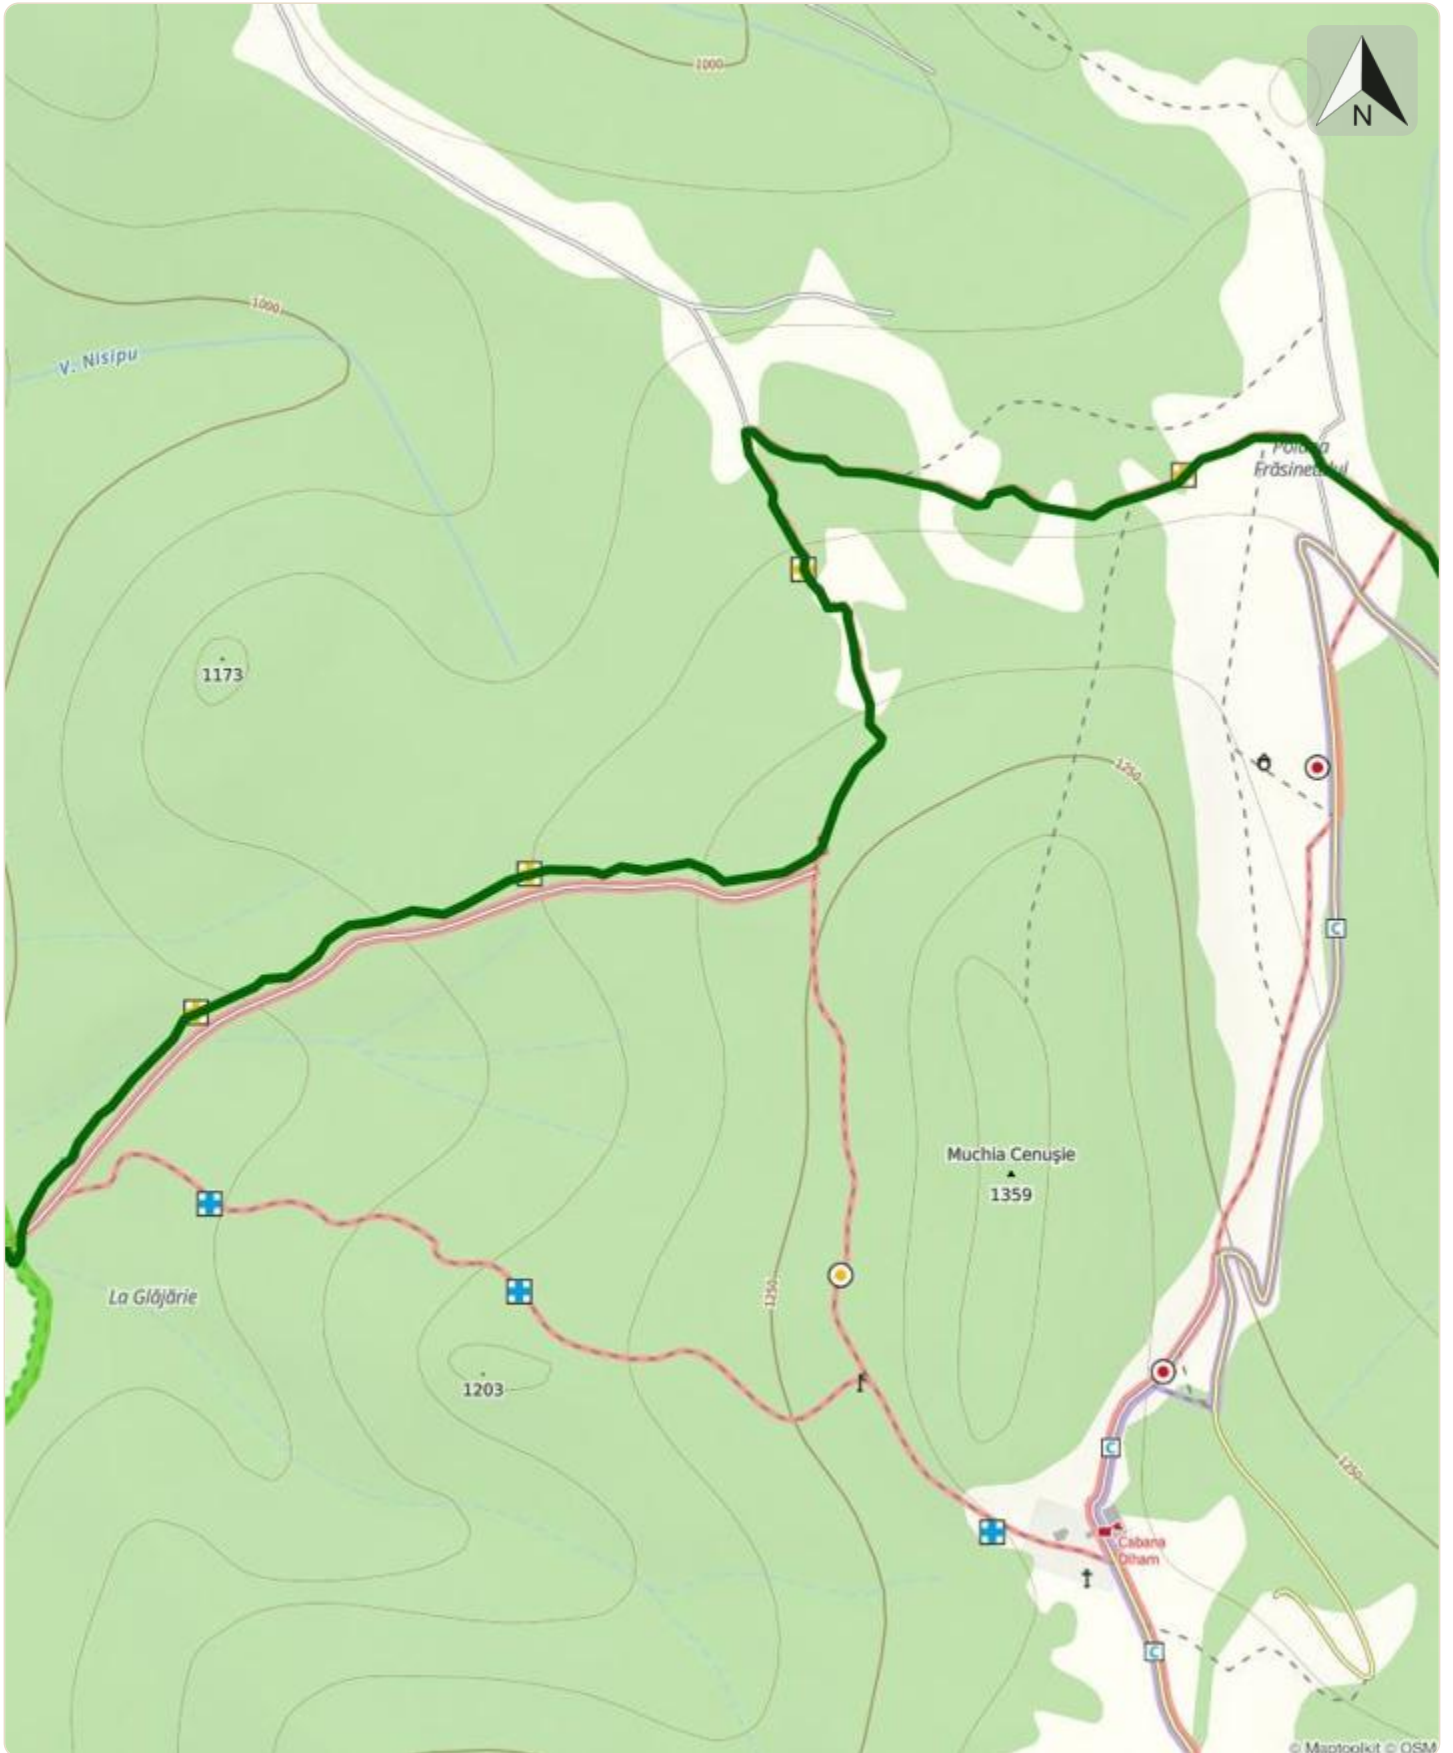 1000
N
1000
V. Nisipu
Poiana
Frăsinetului
1173
1250
C
Muchia Cenușie
1359
La Glăjărie
1250
1203
C
1250
Cabana
Diham
C
© Maptoolkit © OSM